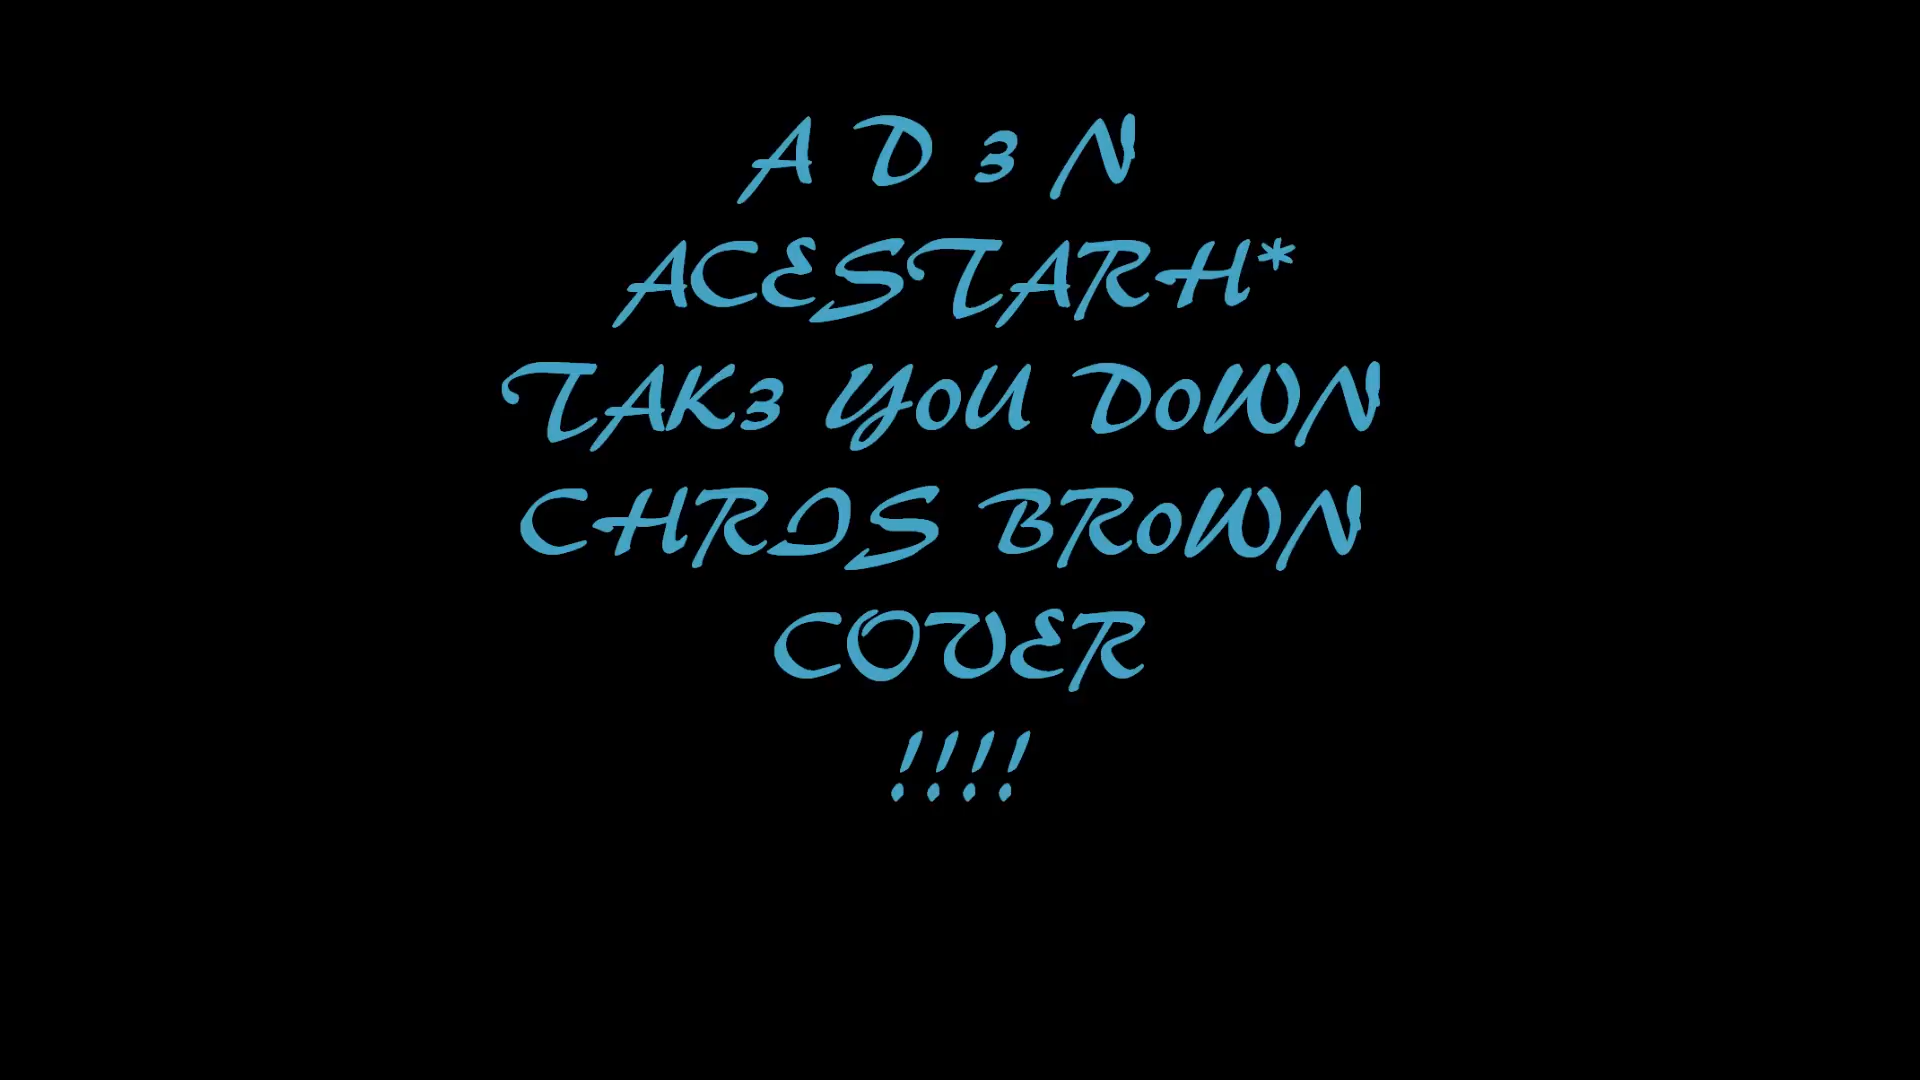 A D 3 N
ACESTARH*
TAK3 YoU DoWN
CHRIS BRoWN
COVER
!!!!